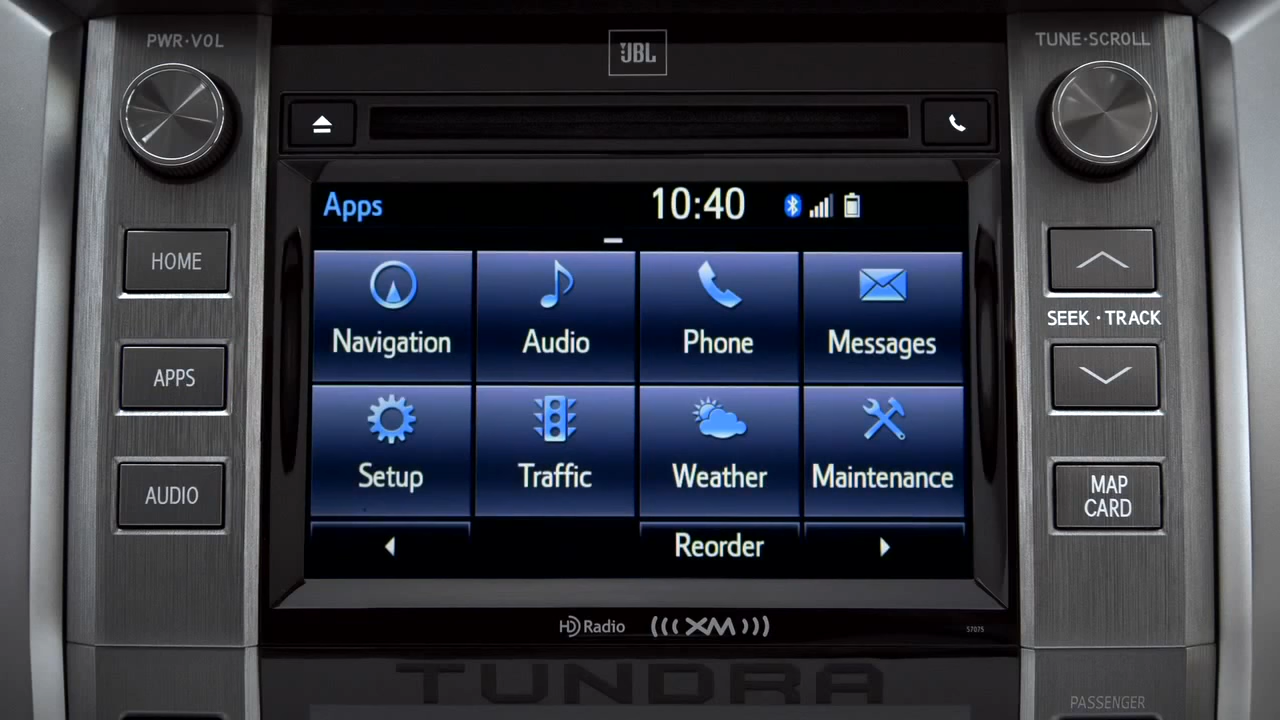 PWR·VOL
JBL
TUNE·SCROLL
Apps
10:40
HOME
Navigation
Audio
Phone
Messages
SEEK · TRACK
APPS
Setup
Traffic
Weather
Maintenance
AUDIO
MAP
CARD
Reorder
HD Radio
((( XM )))
57075
TUNDRA
PASSENGER